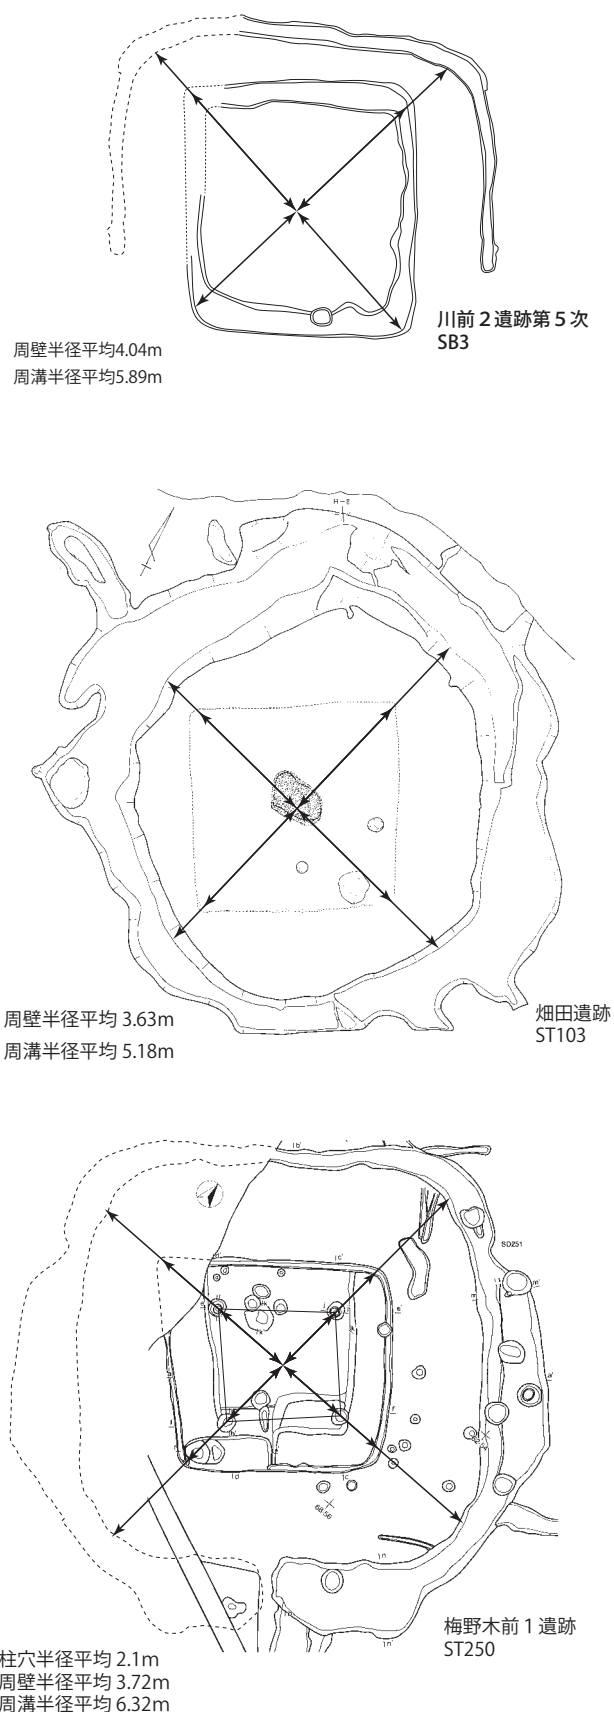 川前２遺跡第５次
SB3
周壁半径平均4.04m
周溝半径平均5.89m
H-8
周壁半径平均 3.63m
周溝半径平均 5.18m
畑田遺跡
ST103
SD251
68.56
梅野木前１遺跡
ST250
柱穴半径平均 2.1m
周壁半径平均 3.72m
周溝半径平均 6.32m